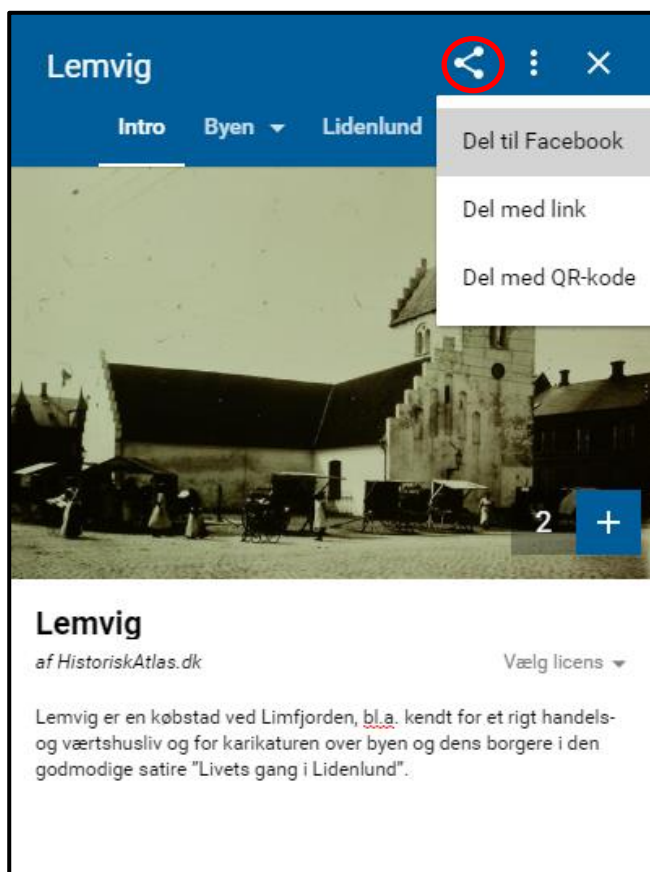 Lemvig
Intro Byen Lidenlund
Del til Facebook
Del med link
Del med QR-kode
2 +
Lemvig
af HistoriskAtlas.dk Vælg licens
Lemvig er en købstad ved Limfjorden, bl.a. kendt for et rigt handels-
og værtshusliv og for karikaturen over byen og dens borgere i den
godmodige satire ”Livets gang i Lidenlund”.